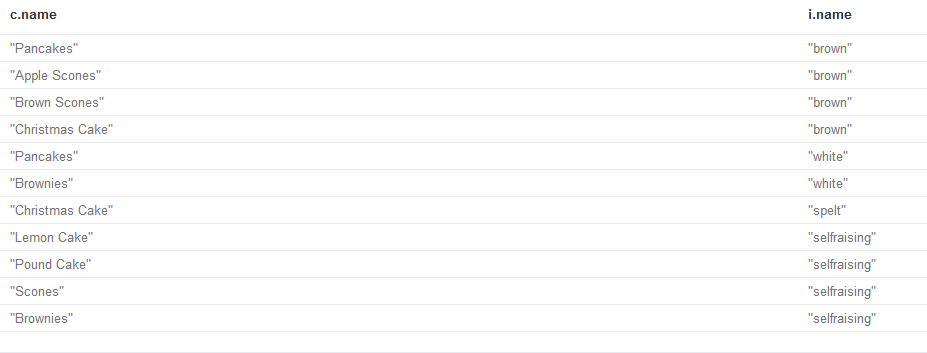 c.name i.name
"Pancakes" "brown"
"Apple Scones" "brown"
"Brown Scones" "brown"
"Christmas Cake" "brown"
"Pancakes" "white"
"Brownies" "white"
"Christmas Cake" "spelt"
"Lemon Cake" "selfraising"
"Pound Cake" "selfraising"
"Scones" "selfraising"
"Brownies" "selfraising"